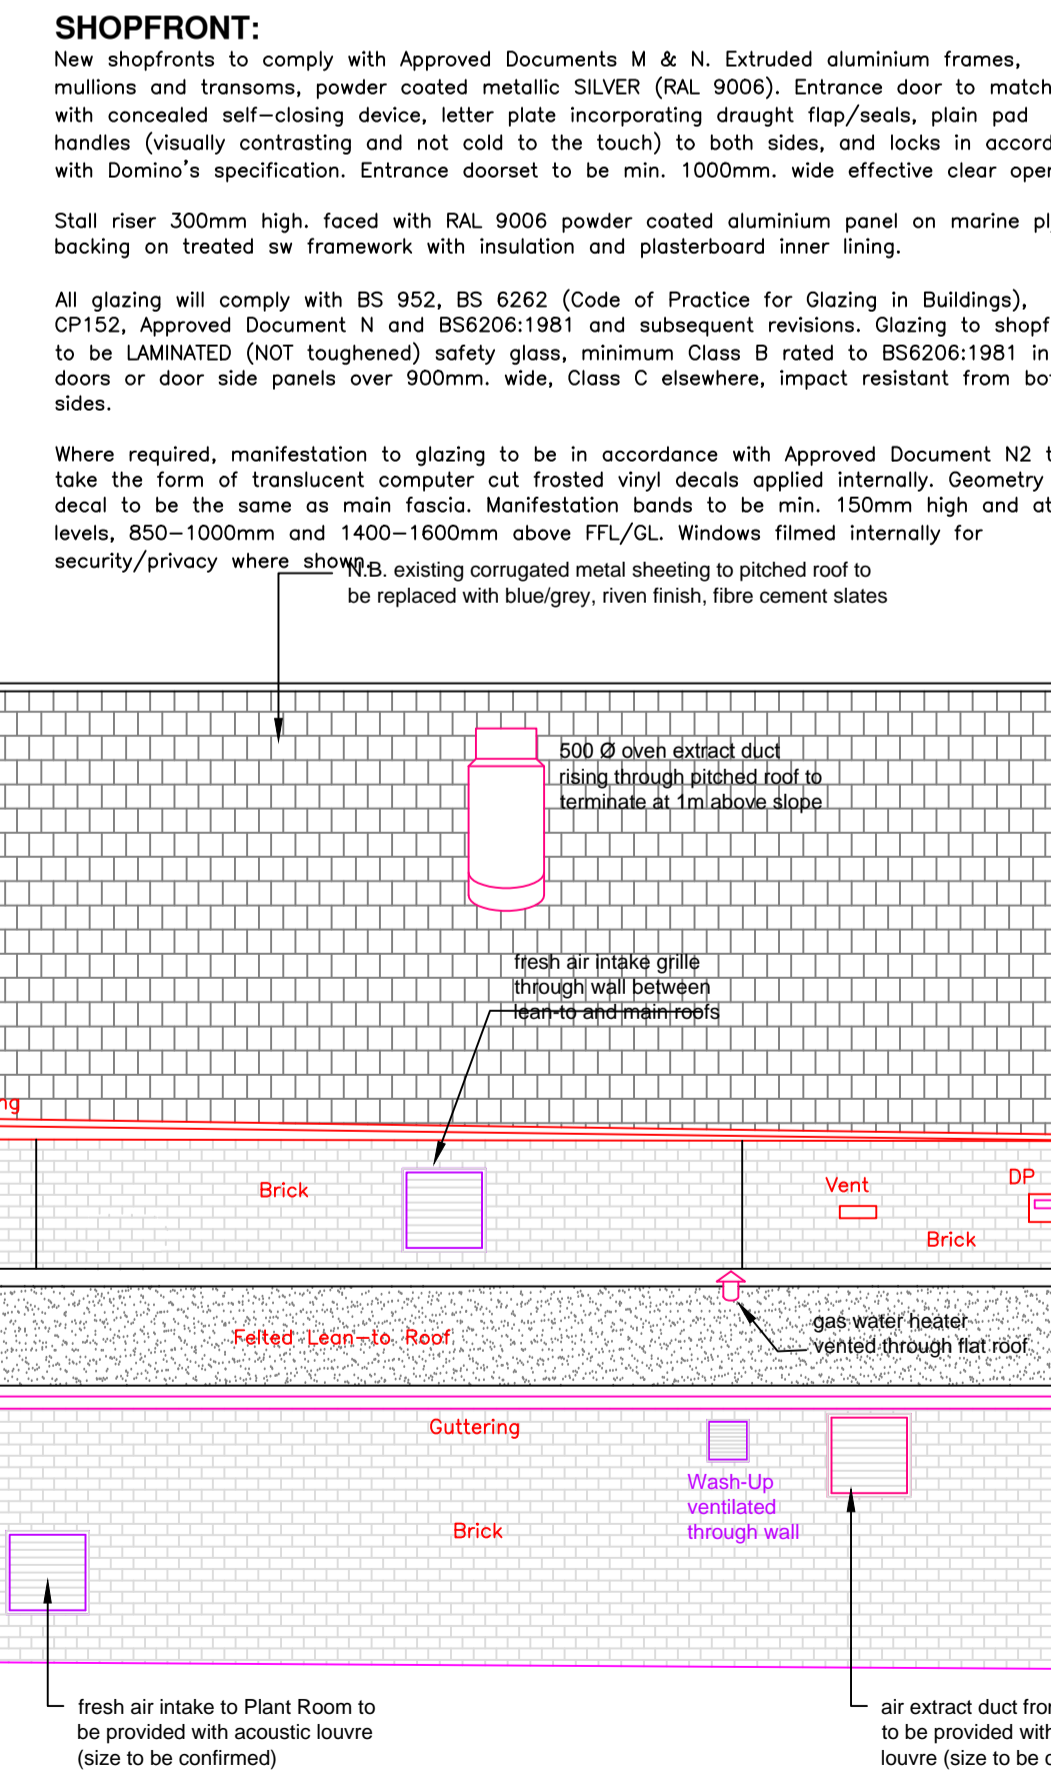 SHOPFRONT:
New shopfronts to comply with Approved Documents M & N. Extruded aluminium frames,
mullions and transoms, powder coated metallic SILVER (RAL 9006). Entrance door to match
with concealed self-closing device, letter plate incorporating draught flap/seals, plain pad
handles (visually contrasting and not cold to the touch) to both sides, and locks in accord
with Domino's specification. Entrance doorset to be min. 1000mm. wide effective clear oper
Stall riser 300mm high. faced with RAL 9006 powder coated aluminium panel on marine pl
backing on treated sw framework with insulation and plasterboard inner lining.
All glazing will comply with BS 952, BS 6262 (Code of Practice for Glazing in Buildings),
CP152, Approved Document N and BS6206:1981 and subsequent revisions. Glazing to shopf
to be LAMINATED (NOT toughened) safety glass, minimum Class B rated to BS6206:1981 in
doors or door side panels over 900mm. wide, Class C elsewhere, impact resistant from bo
sides.
Where required, manifestation to glazing to be in accordance with Approved Document N2 t
take the form of translucent computer cut frosted vinyl decals applied internally. Geometry
decal to be the same as main fascia. Manifestation bands to be min. 150mm high and at
levels, 850-1000mm and 1400-1600mm above FFL/GL. Windows filmed internally for
security/privacy where shown.
N.B. existing corrugated metal sheeting to pitched roof to
be replaced with blue/grey, riven finish, fibre cement slates
500 Ø oven extract duct
rising through pitched roof to
terminate at 1m above slope
fresh air intake grille
through wall between
lean-to and main roofs
ng
Brick
Vent
DP
Brick
Felted Lean-to Roof
gas water heater
vented through flat roof
Guttering
Wash-Up
ventilated
through wall
Brick
fresh air intake to Plant Room to
be provided with acoustic louvre
(size to be confirmed)
air extract duct fro
to be provided with
louvre (size to be c